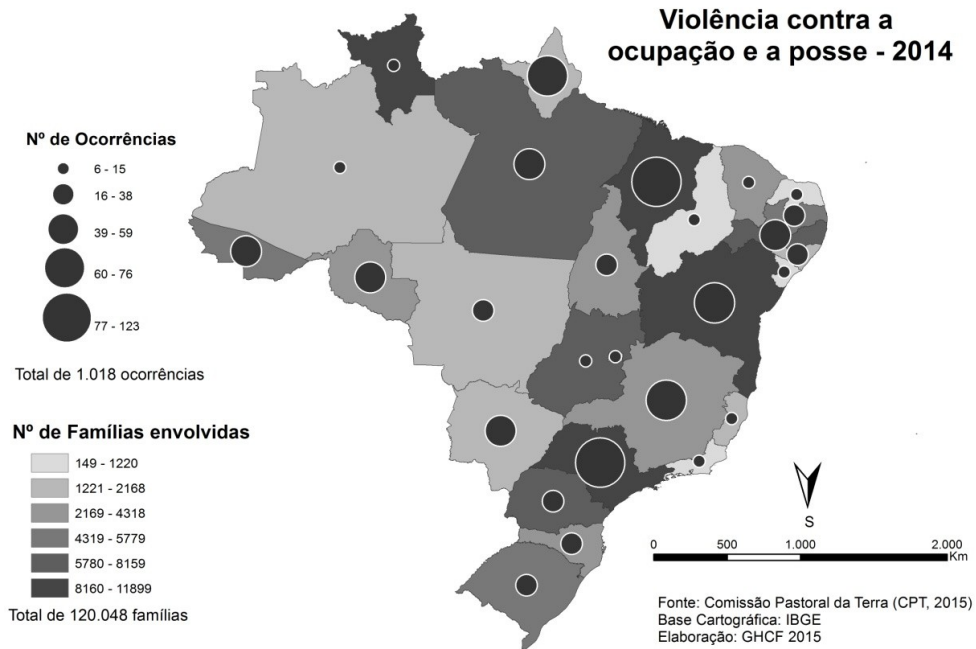 Violência contra a
ocupação e a posse - 2014
Nº de Ocorrências
6 - 15
16 - 38
39 - 59
60 - 76
77 - 123
Total de 1.018 ocorrências
Nº de Famílias envolvidas
149 - 1220
1221 - 2168
2169 - 4318
4319 - 5779
5780 - 8159
8160 - 11899
Total de 120.048 famílias
S
0 500 1.000 2.000
Km
Fonte: Comissão Pastoral da Terra (CPT, 2015)
Base Cartográfica: IBGE
Elaboração: GHCF 2015